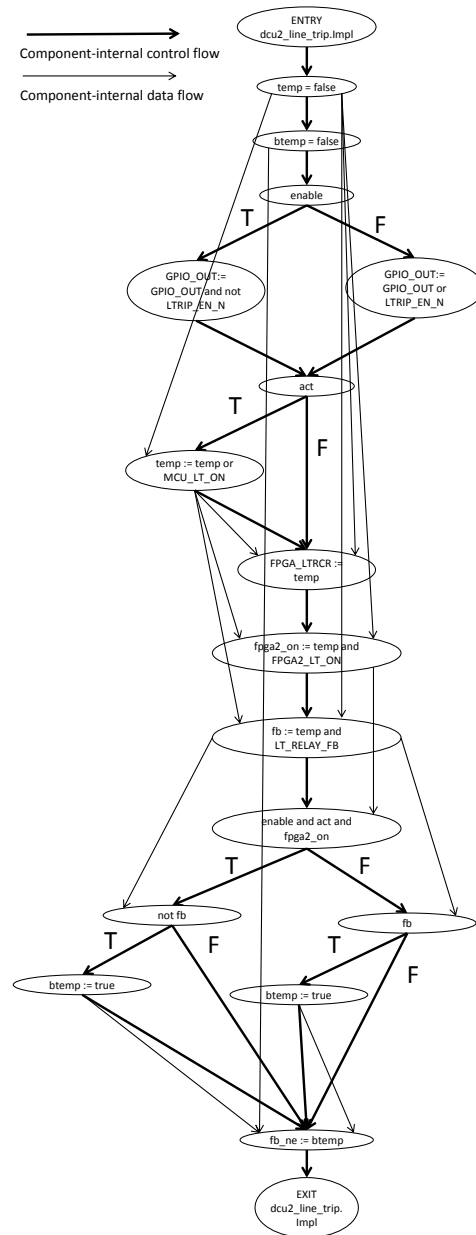 ENTRY
dcu2_line_trip.Impl
Component-internal control flow
temp = false
Component-internal data flow
btemp = false
enable
T
F
GPIO_OUT:=
GPIO_OUT and not
LTRIP_EN_N
GPIO_OUT:=
GPIO_OUT or
LTRIP_EN_N
act
T
F
temp := temp or
MCU_LT_ON
FPGA_LTRCR :=
temp
fpga2_on := temp and
FPGA2_LT_ON
fb := temp and
LT_RELAY_FB
enable and act and
fpga2_on
T
F
not fb
fb
T
F
T
F
btemp := true
btemp := true
fb_ne := btemp
EXIT
dcu2_line_trip.
Impl